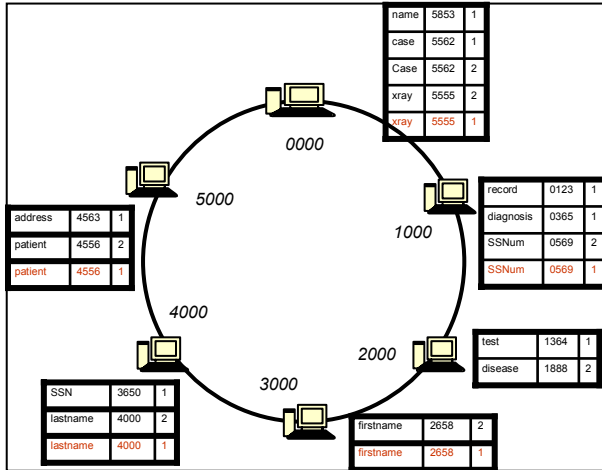 name 5853 1
case 5562 1
Case 5562 2
xray 5555 2
xray 5555 1
0000
record 0123 1
diagnosis 0365 1
SSNum 0569 2
SSNum 0569 1
5000
1000
address 4563 1
patient 4556 2
patient 4556 1
4000
2000
test 1364 1
disease 1888 2
3000
SSN 3650 1
lastname 4000 2
lastname 4000 1
firstname 2658 2
firstname 2658 1